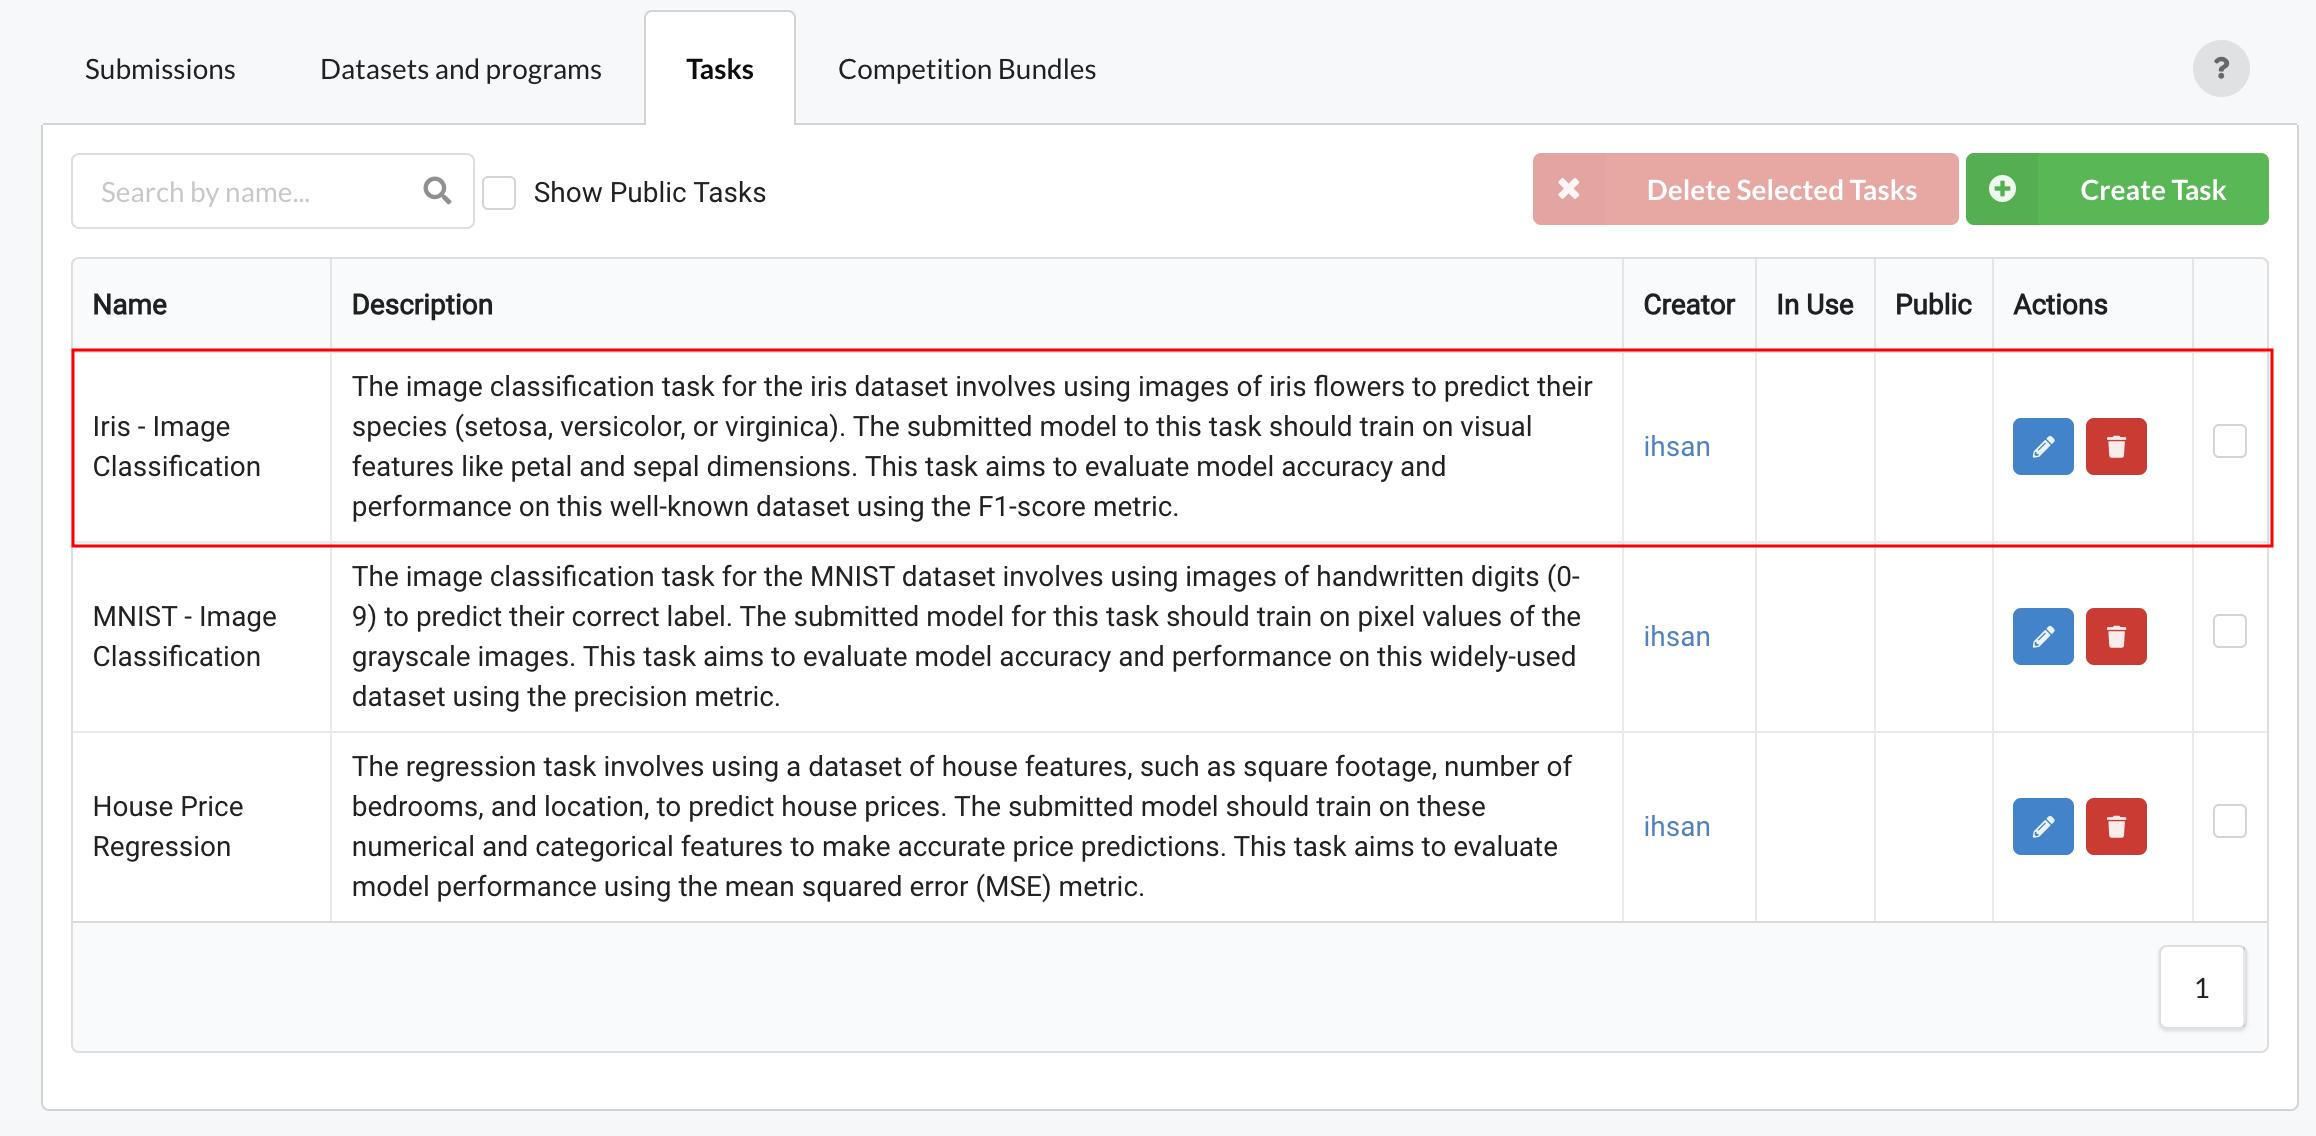 Submissions
Datasets and programs
Tasks
Competition Bundles
?
Search by name...
Show Public Tasks
Delete Selected Tasks
Create Task
Name
Description
Creator
In Use
Public
Actions
Iris - Image
Classification
The image classification task for the iris dataset involves using images of iris flowers to predict their
species (setosa, versicolor, or virginica). The submitted model to this task should train on visual
features like petal and sepal dimensions. This task aims to evaluate model accuracy and
performance on this well-known dataset using the F1-score metric.
ihsan
MNIST - Image
Classification
The image classification task for the MNIST dataset involves using images of handwritten digits (0-
9) to predict their correct label. The submitted model for this task should train on pixel values of the
grayscale images. This task aims to evaluate model accuracy and performance on this widely-used
dataset using the precision metric.
ihsan
House Price
Regression
The regression task involves using a dataset of house features, such as square footage, number of
bedrooms, and location, to predict house prices. The submitted model should train on these
numerical and categorical features to make accurate price predictions. This task aims to evaluate
model performance using the mean squared error (MSE) metric.
ihsan
1